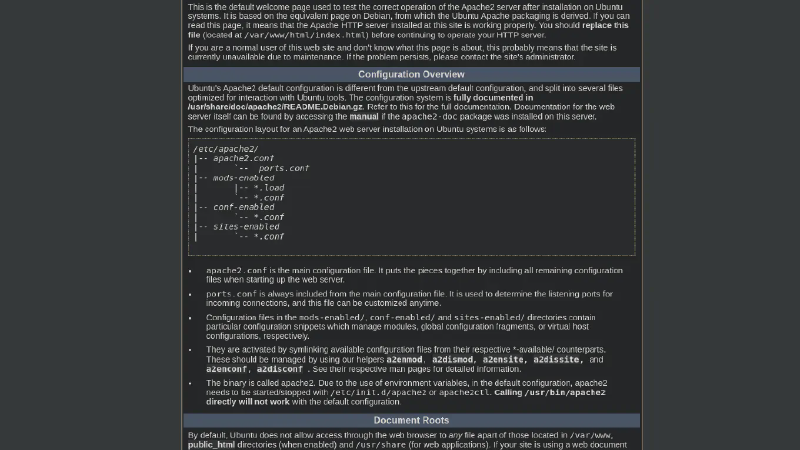 This is the default welcome page used to test the correct operation of the Apache2 server after installation on Ubuntu
systems. It is based on the equivalent page on Debian, from which the Ubuntu Apache packaging is derived. If you can
read this page, it means that the Apache HTTP server installed at this site is working properly. You should replace this
file (located at /var/www/html/index.html) before continuing to operate your HTTP server.
If you are a normal user of this web site and don't know what this page is about, this probably means that the site is
currently unavailable due to maintenance. If the problem persists, please contact the site's administrator.
Configuration Overview
Ubuntu's Apache2 default configuration is different from the upstream default configuration, and split into several files
optimized for interaction with Ubuntu tools. The configuration system is fully documented in
/usr/share/doc/apache2/README.Debian.gz. Refer to this for the full documentation. Documentation for the web
server itself can be found by accessing the manual if the apache2-doc package was installed on this server.
The configuration layout for an Apache2 web server installation on Ubuntu systems is as follows:
/etc/apache2/
|-- apache2.conf
|       `--  ports.conf
|-- mods-enabled
|       |-- *.load
|       `-- *.conf
|-- conf-enabled
|       `-- *.conf
|-- sites-enabled
|       `-- *.conf
• apache2.conf is the main configuration file. It puts the pieces together by including all remaining configuration
files when starting up the web server.
• ports.conf is always included from the main configuration file. It is used to determine the listening ports for
incoming connections, and this file can be customized anytime.
• Configuration files in the mods-enabled/, conf-enabled/ and sites-enabled/ directories contain
particular configuration snippets which manage modules, global configuration fragments, or virtual host
configurations, respectively.
• They are activated by symlinking available configuration files from their respective *-available/ counterparts.
These should be managed by using our helpers a2enmod, a2dismod, a2ensite, a2dissite, and
a2enconf, a2disconf . See their respective man pages for detailed information.
• The binary is called apache2. Due to the use of environment variables, in the default configuration, apache2
needs to be started/stopped with /etc/init.d/apache2 or apache2ctl. Calling /usr/bin/apache2
directly will not work with the default configuration.
Document Roots
By default, Ubuntu does not allow access through the web browser to any file apart of those located in /var/www,
public_html directories (when enabled) and /usr/share (for web applications). If your site is using a web document